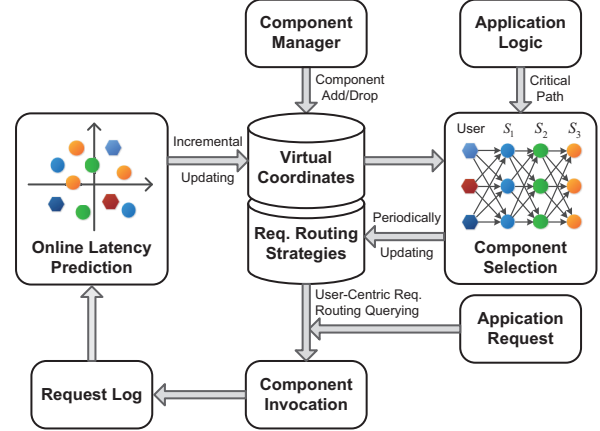 Component
Manager
Application
Logic
Component
Add/Drop
Critical
Path
User S1 S2 S3
Incremental
Updating
Virtual
Coordinates
Online Latency
Prediction
Req. Routing
Strategies
Periodically
Updating
Component
Selection
User-Centric Req.
Routing Querying
Appication
Request
Request Log
Component
Invocation